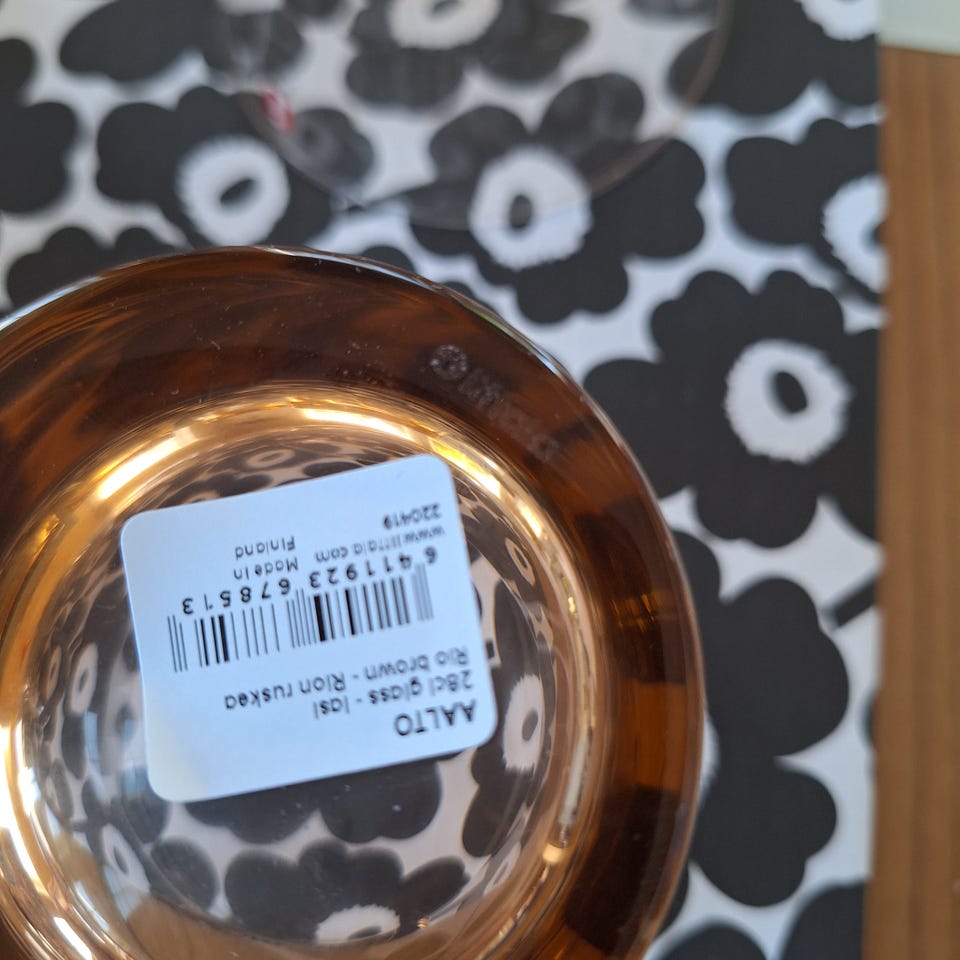 AALTO
28cl glass - lasi
Rio brown - Rion ruskea
6 411923 678513
Made in
Finland
www.iittala.com
220419